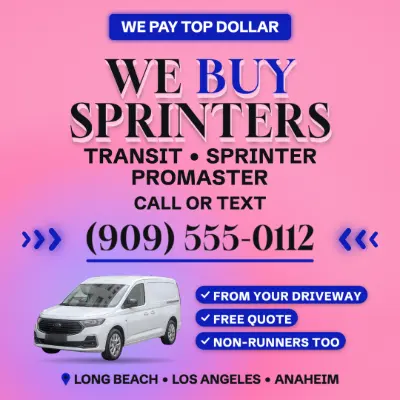 WE PAY TOP DOLLAR
WE BUY
SPRINTERS
TRANSIT • SPRINTER
PROMASTER
CALL OR TEXT
(909) 555-0112
FROM YOUR DRIVEWAY
FREE QUOTE
NON-RUNNERS TOO
LONG BEACH • LOS ANGELES • ANAHEIM